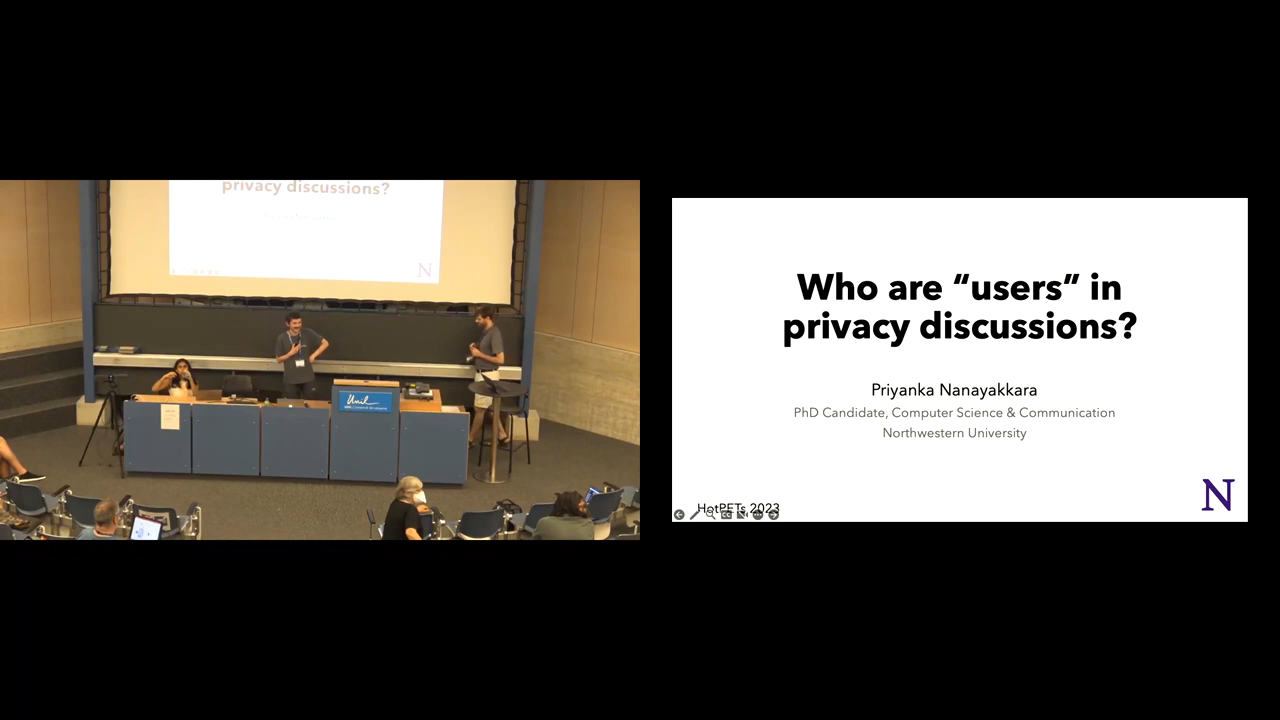 privacy discussions?
N
Unil
Who are “users” in
privacy discussions?
Priyanka Nanayakkara
PhD Candidate, Computer Science & Communication
Northwestern University
N
HotPETs 2023